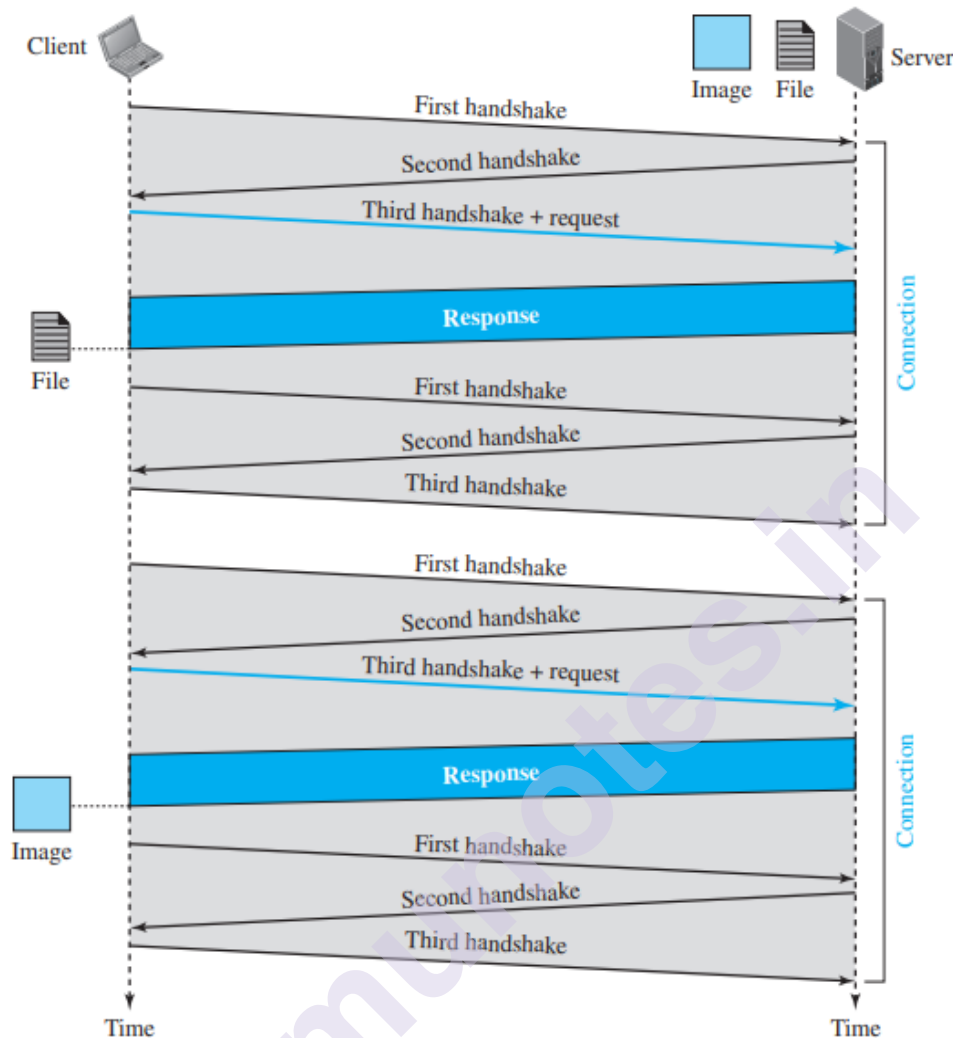 Client
Server
Image File
First handshake
Second handshake
Third handshake + request
Response
File
First handshake
Second handshake
Third handshake
Connection
First handshake
Second handshake
Third handshake + request
Response
Image
First handshake
Second handshake
Third handshake
Connection
Time
Time
munotes.in